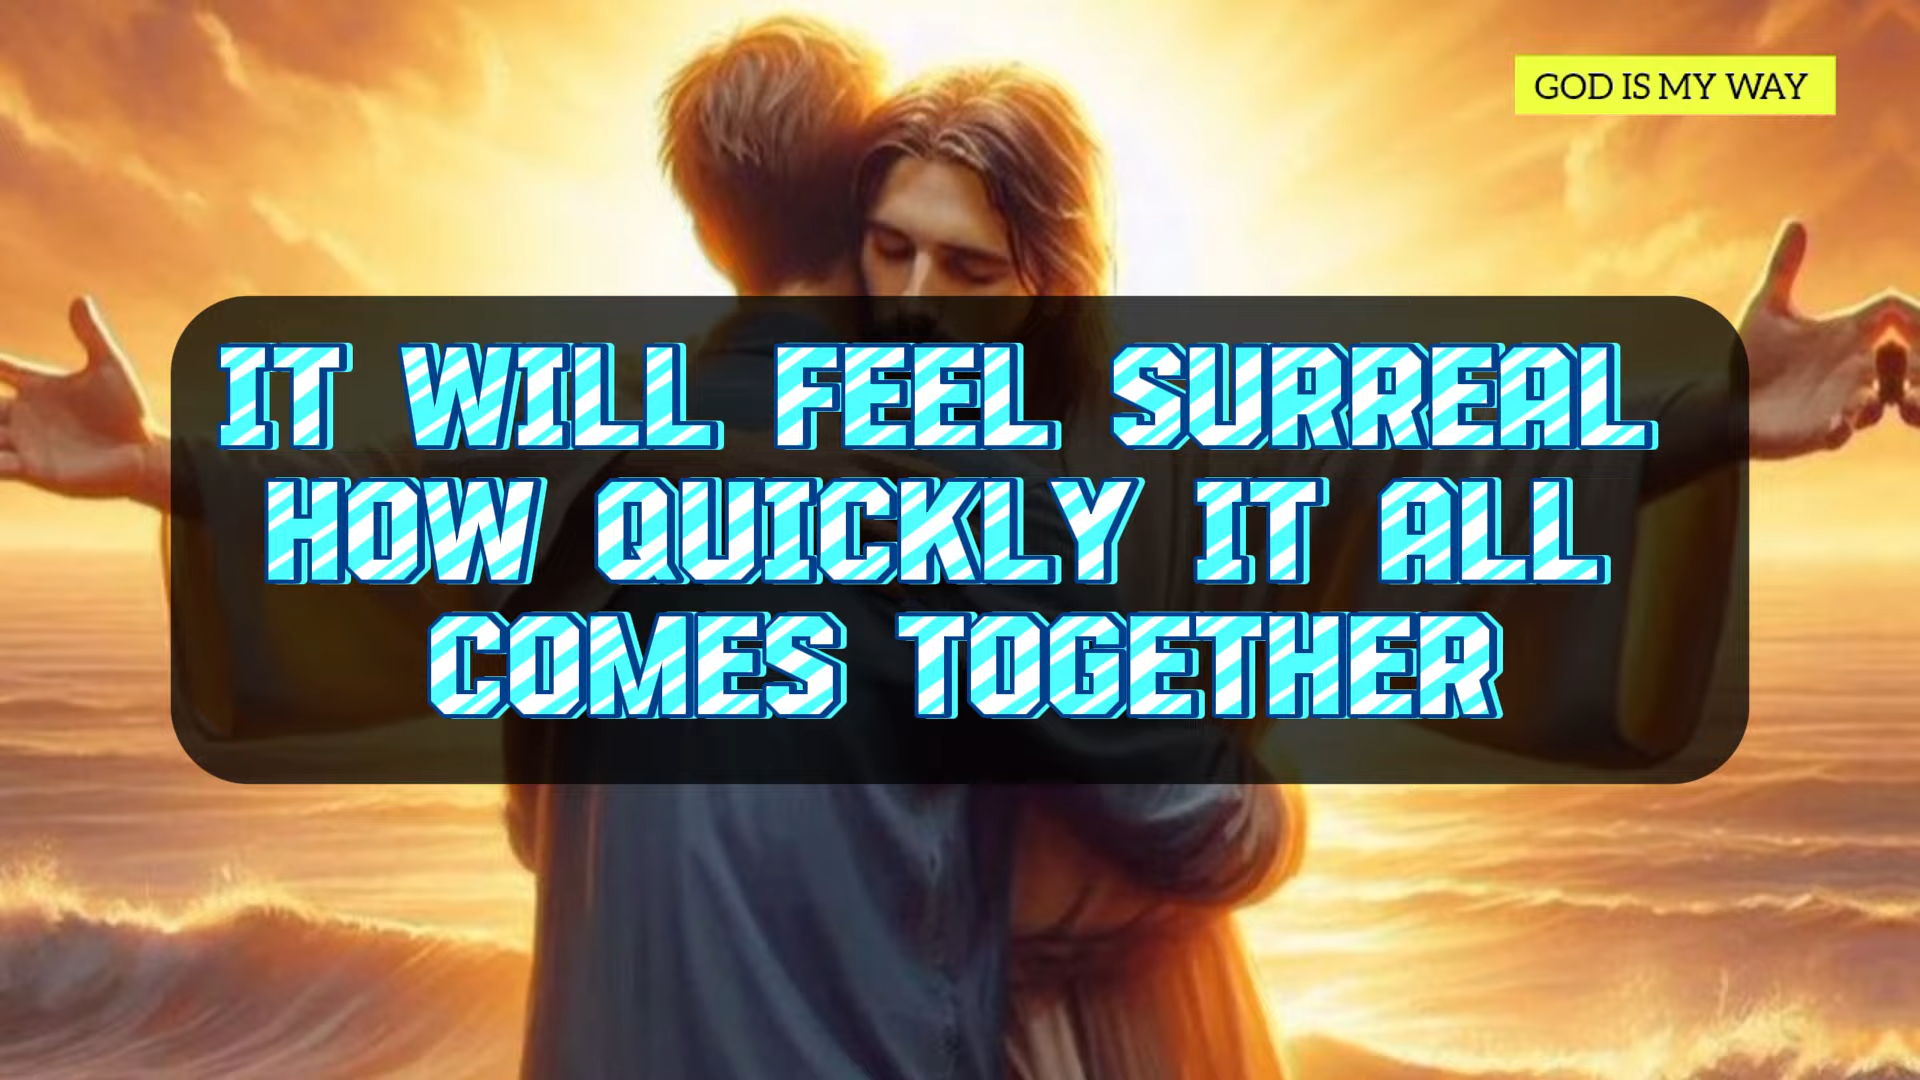 GOD IS MY WAY
IT WILL FEEL SURREAL
HOW QUICKLY IT ALL
COMES TOGETHER